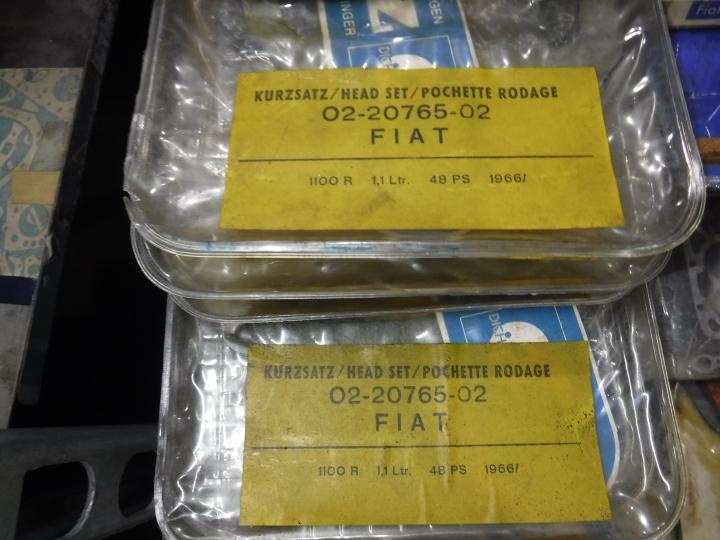 KURZSATZ/HEAD SET/POCHETTE RODAGE
02-20765-02
FIAT
1100 R 1,1 Ltr. 48 PS 1966/
KURZSATZ/HEAD SET/POCHETTE RODAGE
02-20765-02
FIAT
1100 R 1,1 Ltr. 48 PS 1966/